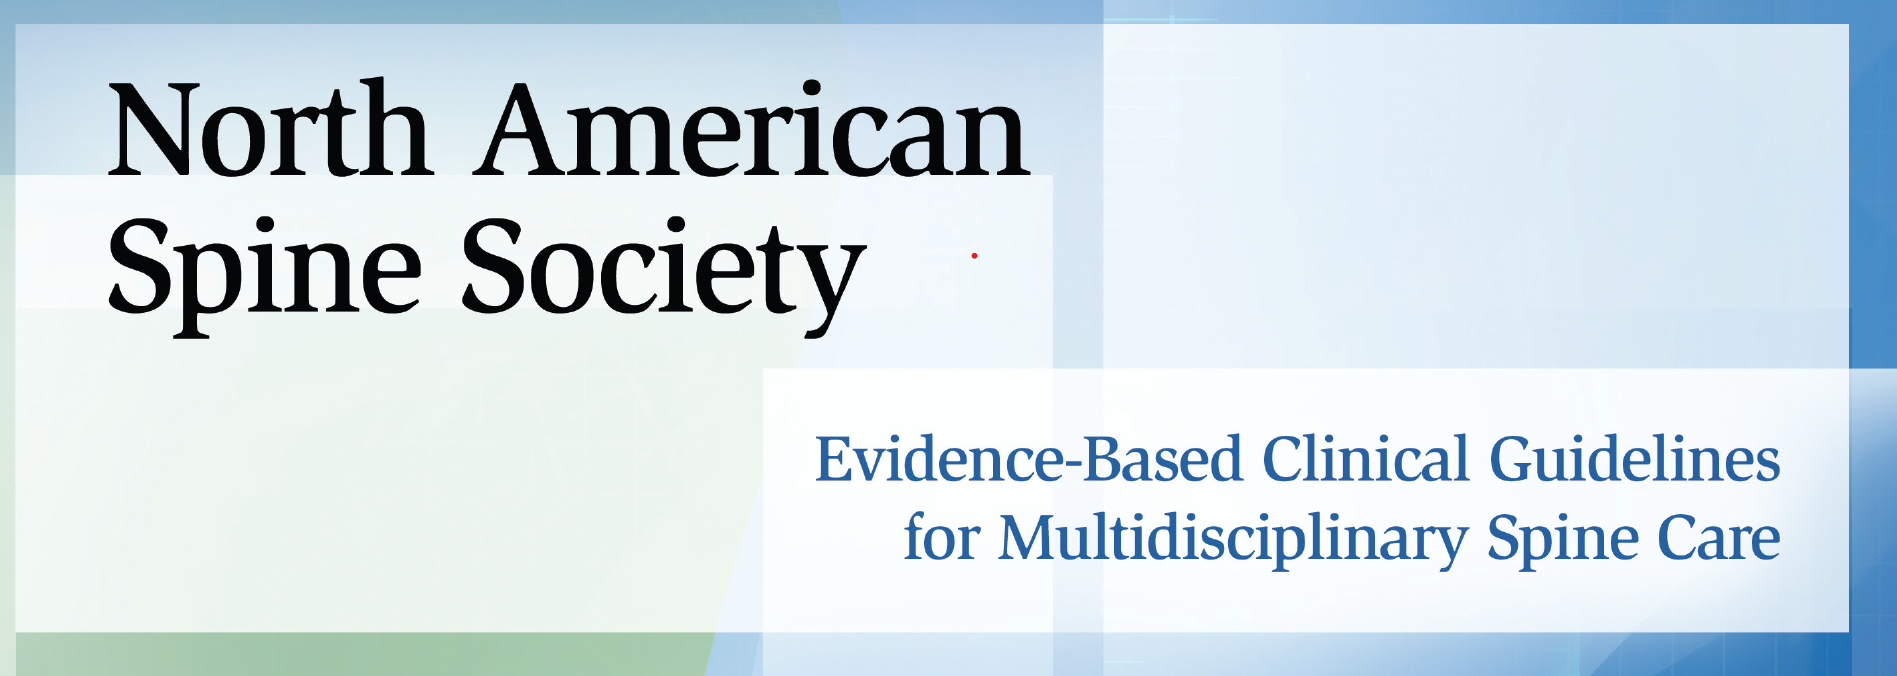 North American
Spine Society
Evidence-Based Clinical Guidelines
for Multidisciplinary Spine Care